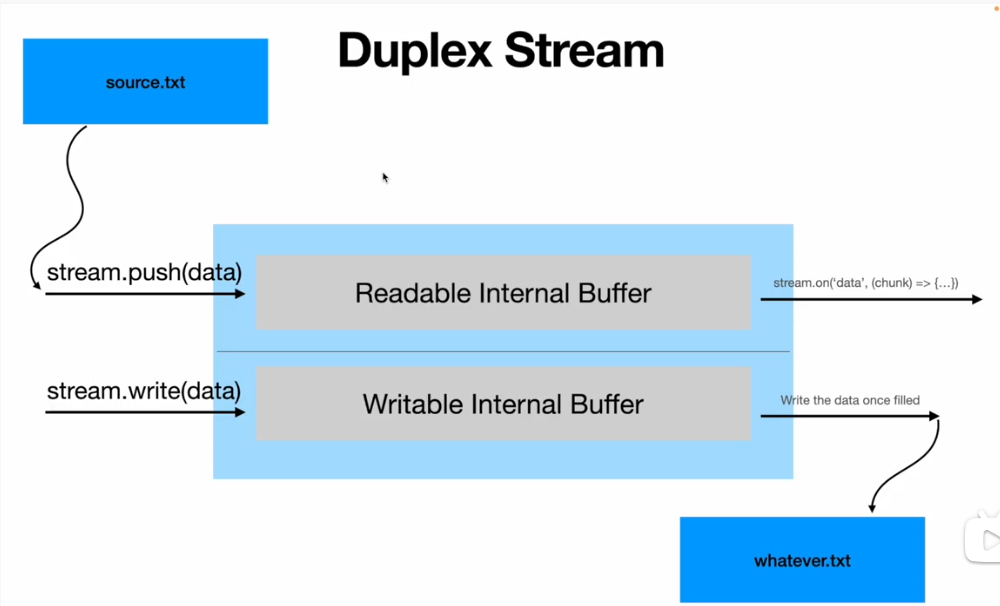 Duplex Stream
source.txt
stream.push(data)
Readable Internal Buffer
stream.on(‘data’, (chunk) => {…})
stream.write(data)
Writable Internal Buffer
Write the data once filled
whatever.txt